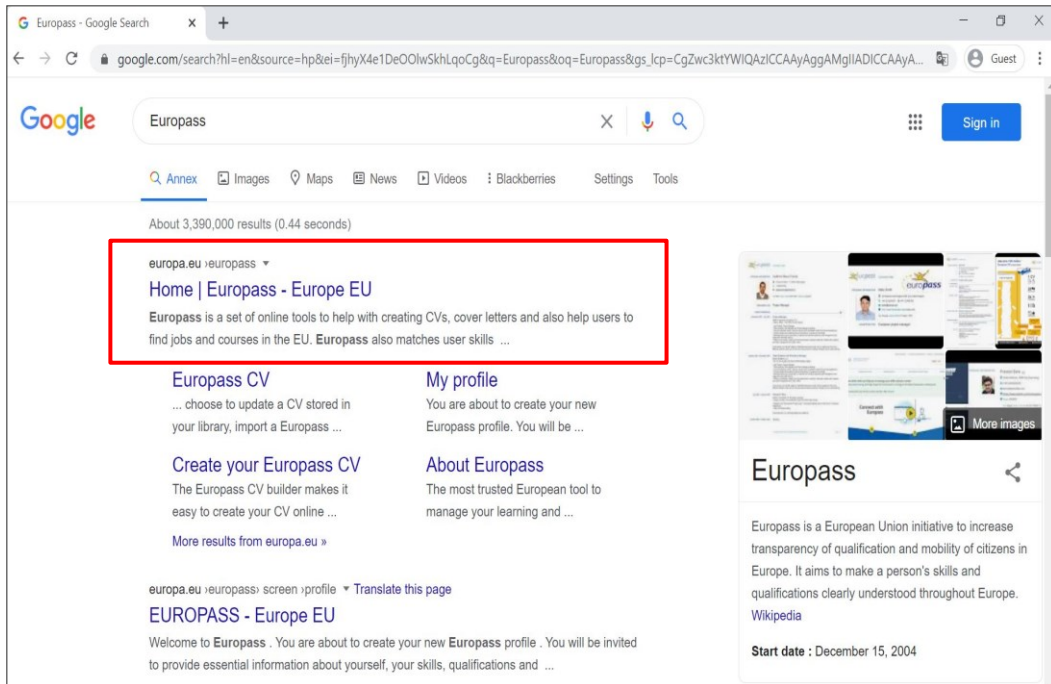 Europass - Google Search
google.com/search?hl=en&source=hp&ei=fjhyX4e1DeOOlwSkhLqoCg&q=Europass&oq=Europass&gs_lcp=CgZwc3ktYWIQAzICCAAyAggAMgIIADICCAAyA...
Guest
Google
Europass
Sign in
Annex Images Maps News Videos Blackberries Settings Tools
About 3,390,000 results (0.44 seconds)
europa.eu ›europass
Home | Europass - Europe EU
Europass is a set of online tools to help with creating CVs, cover letters and also help users to
find jobs and courses in the EU. Europass also matches user skills ...
Europass CV
... choose to update a CV stored in
your library, import a Europass ...
My profile
You are about to create your new
Europass profile. You will be ...
Create your Europass CV
The Europass CV builder makes it
easy to create your CV online ...
About Europass
The most trusted European tool to
manage your learning and ...
More results from europa.eu »
europa.eu ›europass› screen ›profile Translate this page
EUROPASS - Europe EU
Welcome to Europass . You are about to create your new Europass profile . You will be invited
to provide essential information about yourself, your skills, qualifications and ...
europass
More images
Europass
Europass is a European Union initiative to increase
transparency of qualification and mobility of citizens in
Europe. It aims to make a person's skills and
qualifications clearly understood throughout Europe.
Wikipedia
Start date : December 15, 2004